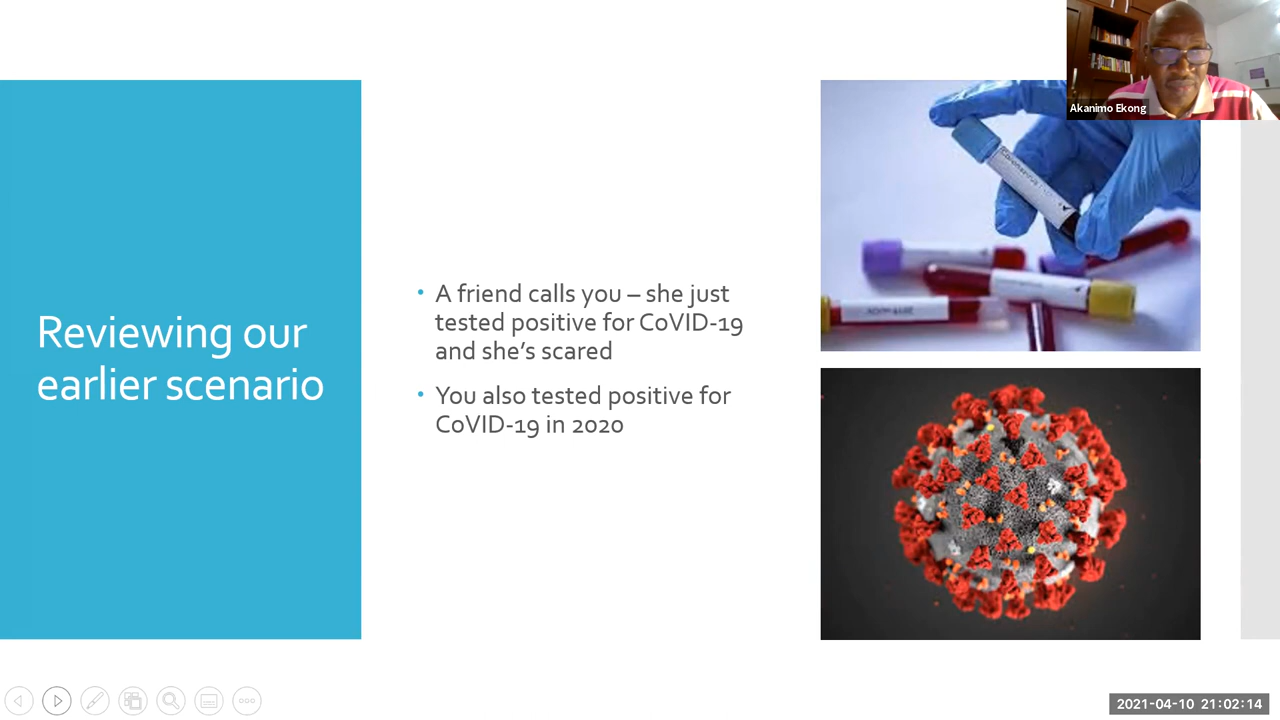 Akanimo Ekong
Reviewing our
earlier scenario
• A friend calls you – she just
tested positive for CoVID-19
and she’s scared
• You also tested positive for
CoVID-19 in 2020
2021-04-10 21:02:14